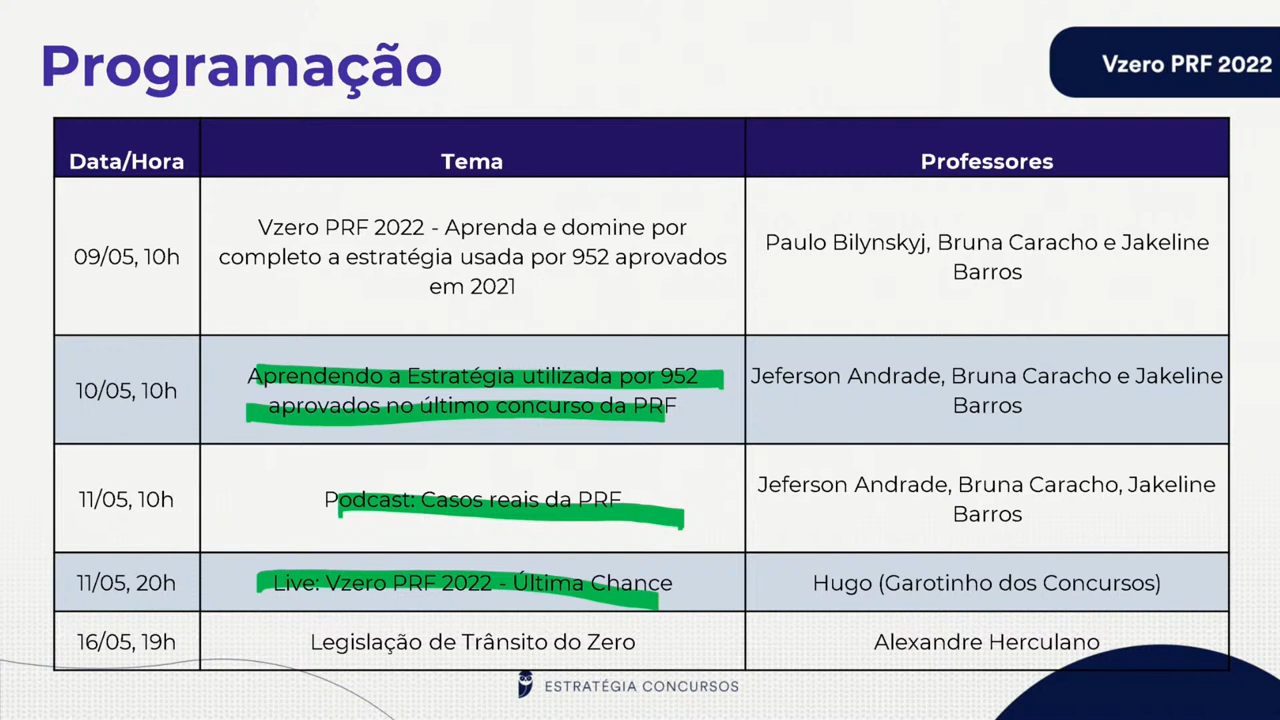 Programação
Vzero PRF 2022
Data/Hora
Tema
Professores
09/05, 10h
Vzero PRF 2022 - Aprenda e domine por
completo a estratégia usada por 952 aprovados
em 2021
Paulo Bilynskyj, Bruna Caracho e Jakeline
Barros
10/05, 10h
Aprendendo a Estratégia utilizada por 952
aprovados no último concurso da PRF
Jeferson Andrade, Bruna Caracho e Jakeline
Barros
11/05, 10h
Podcast: Casos reais da PRF
Jeferson Andrade, Bruna Caracho, Jakeline
Barros
11/05, 20h
Live: Vzero PRF 2022 - Última Chance
Hugo (Garotinho dos Concursos)
16/05, 19h
Legislação de Trânsito do Zero
Alexandre Herculano
ESTRATÉGIA CONCURSOS